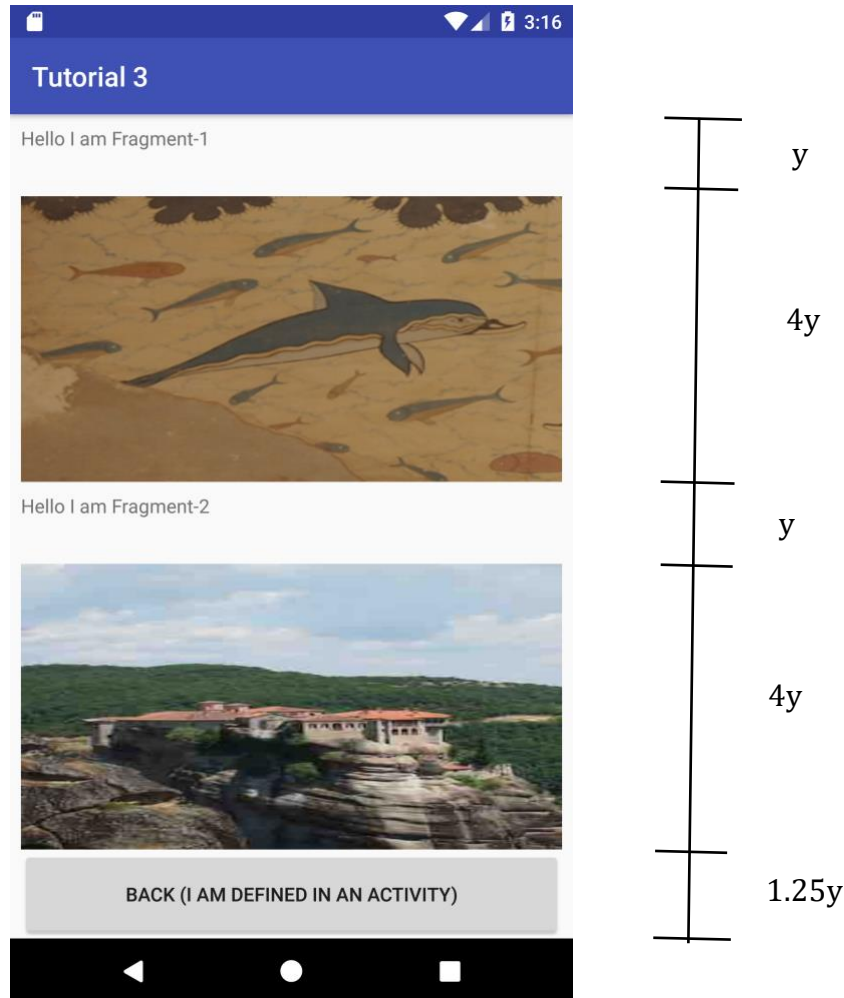 3:16
Tutorial 3
Hello I am Fragment-1
y
4y
Hello I am Fragment-2
y
4y
BACK (I AM DEFINED IN AN ACTIVITY)
1.25y